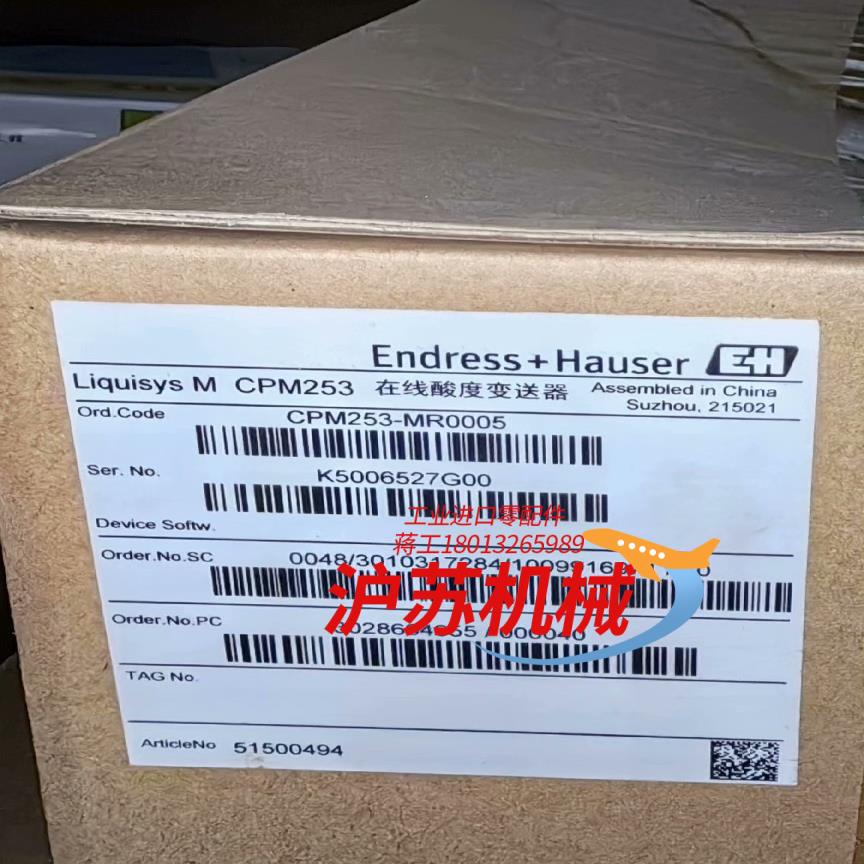 Endress+Hauser EH
Liquisys M CPM253 在线酸度变送器 Assembled in China
Suzhou, 215021
Ord.Code CPM253-MR0005
Ser. No. K5006527G00
Device Softw.
工业进口零配件
蒋工18013265989
Order.No.SC
沪苏机械
Order.No.PC
TAG No.
ArticleNo 51500494